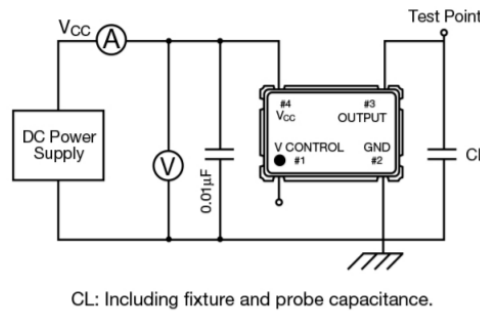 Test Point
VCC
A
#4
#3
VCC
OUTPUT
DC Power
Supply
V
0.01µF
V CONTROL
GND
#1
#2
CL
CL: Including fixture and probe capacitance.